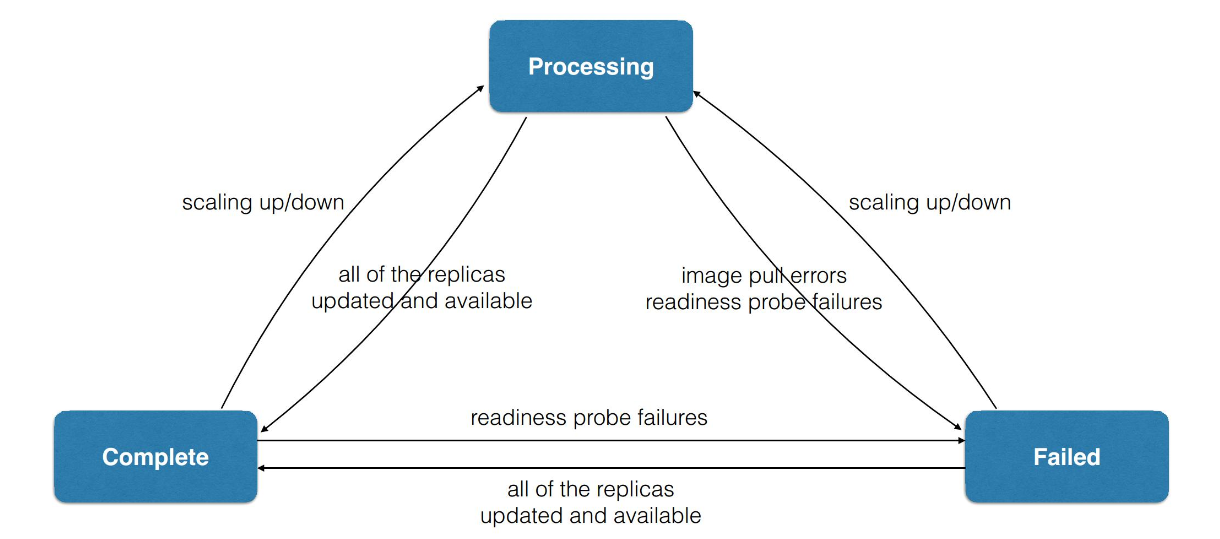 Processing
scaling up/down
scaling up/down
all of the replicas
updated and available
image pull errors
readiness probe failures
readiness probe failures
Complete
Failed
all of the replicas
updated and available